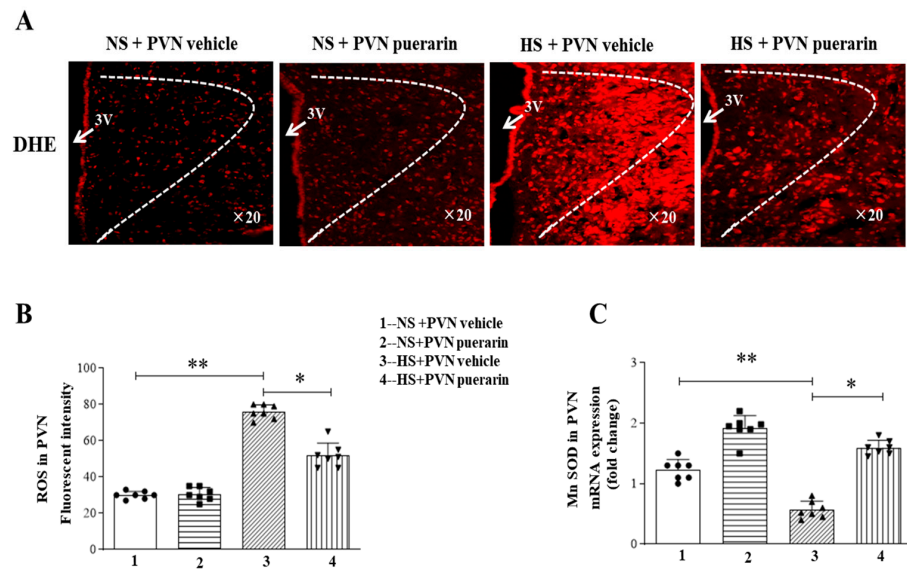 A
NS + PVN vehicle
NS + PVN puerarin
HS + PVN vehicle
HS + PVN puerarin
DHE
3V
×20
3V
×20
3V
×20
3V
×20
B
1--NS +PVN vehicle
2--NS+PVN puerarin
3--HS+PVN vehicle
4--HS+PVN puerarin
ROS in PVN
Fluorescent intensity
100
80
60
40
20
0
**
*
1
2
3
4
C
Mn SOD in PVN
mRNA expression
(fold change)
3
2
1
0
**
*
1
2
3
4